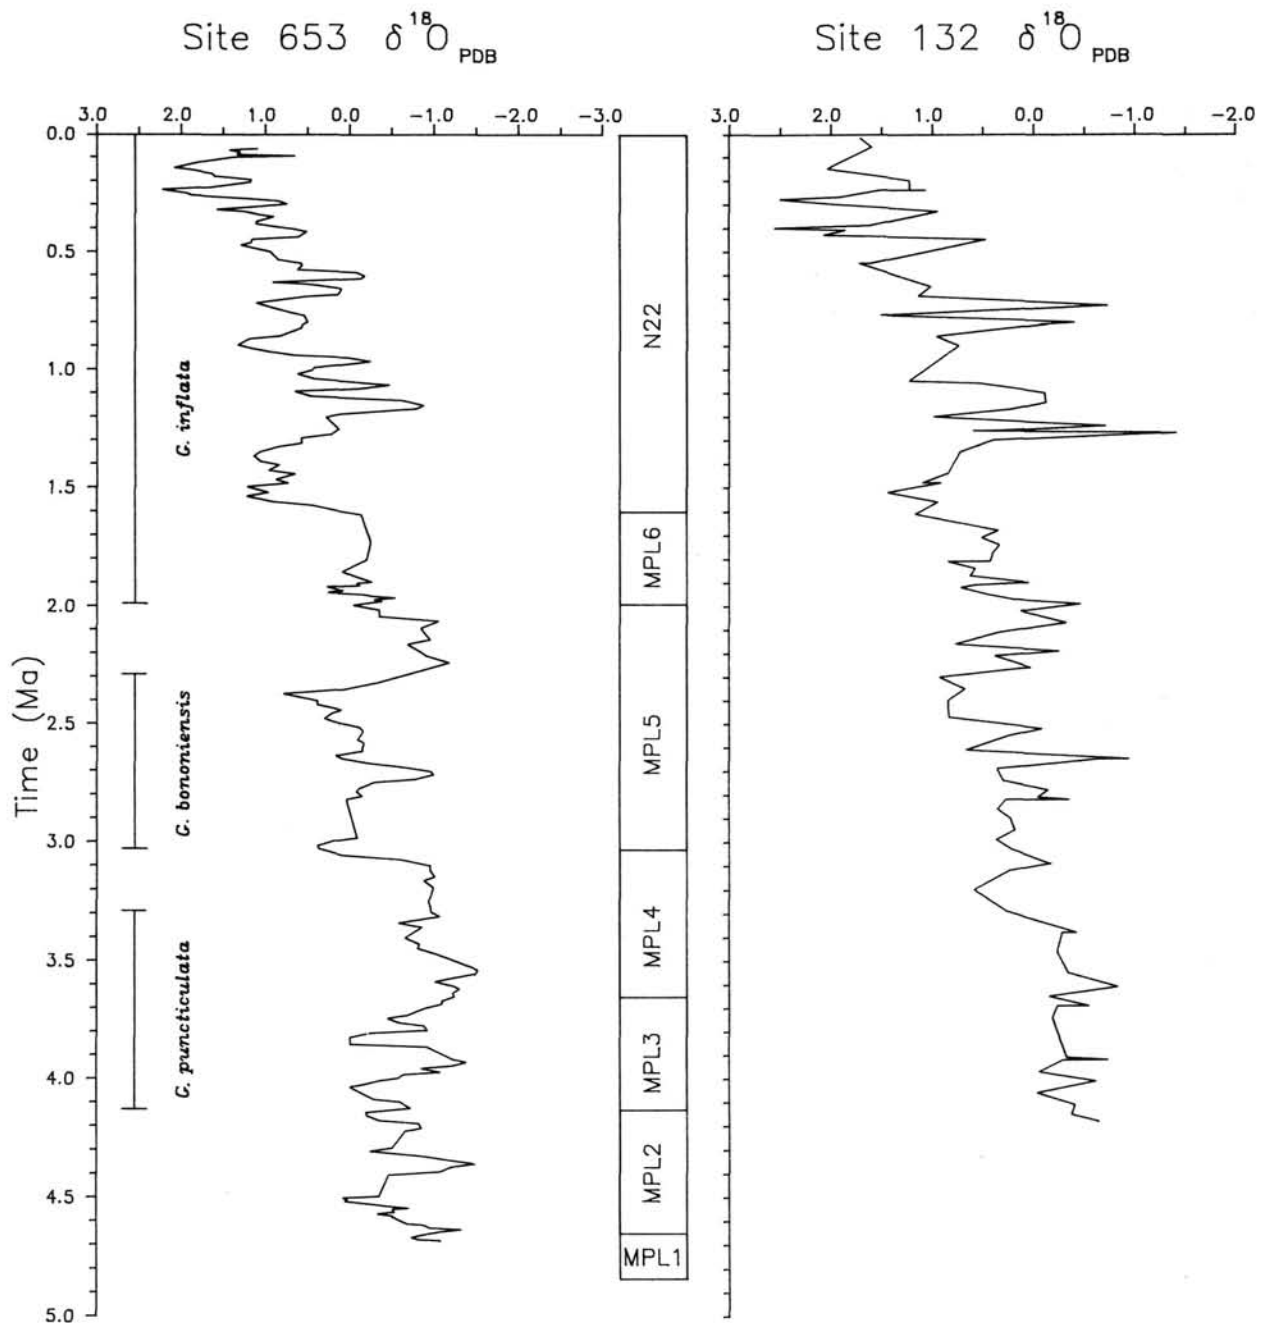 Site 653 δ18O PDB
Site 132 δ18O PDB
3.0 2.0 1.0 0.0 -1.0 -2.0 -3.0
3.0 2.0 1.0 0.0 -1.0 -2.0
0.0
0.5
1.0
1.5
2.0
2.5
3.0
3.5
4.0
4.5
5.0
Time (Ma)
G. inflata
G. bononiensis
G. puncticulata
N22
MPL6
MPL5
MPL4
MPL3
MPL2
MPL1